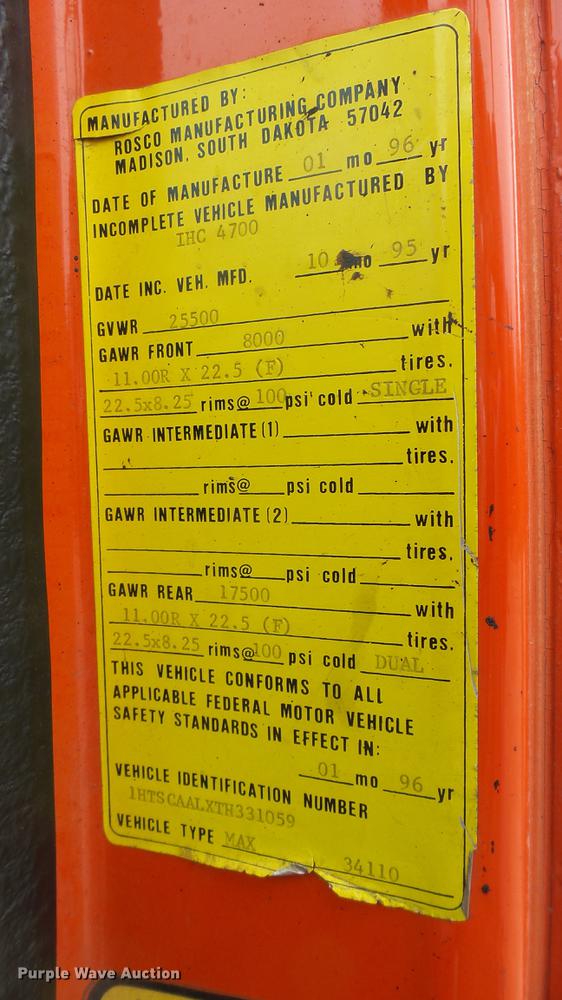 MANUFACTURED BY:
ROSCO MANUFACTURING COMPANY
MADISON, SOUTH DAKOTA 57042
DATE OF MANUFACTURE 01 mo 96 yr
INCOMPLETE VEHICLE MANUFACTURED BY
IHC 4700
DATE INC. VEH. MFD. 10 mo 95 yr
GVWR 25500
GAWR FRONT 8000 with
11.00R X 22.5 (F) tires.
22.5x8.25 rims@ 100 psi cold SINGLE
GAWR INTERMEDIATE (1) with
tires.
rims@ psi cold
GAWR INTERMEDIATE (2) with
tires.
rims@ psi cold
GAWR REAR 17500 with
11.00R X 22.5 (F) tires.
22.5x8.25 rims@ 100 psi cold DUAL
THIS VEHICLE CONFORMS TO ALL
APPLICABLE FEDERAL MOTOR VEHICLE
SAFETY STANDARDS IN EFFECT IN:
01 mo 96 yr
VEHICLE IDENTIFICATION NUMBER
1HTSCAALXTH331059
VEHICLE TYPE MAX 34110
Purple Wave Auction